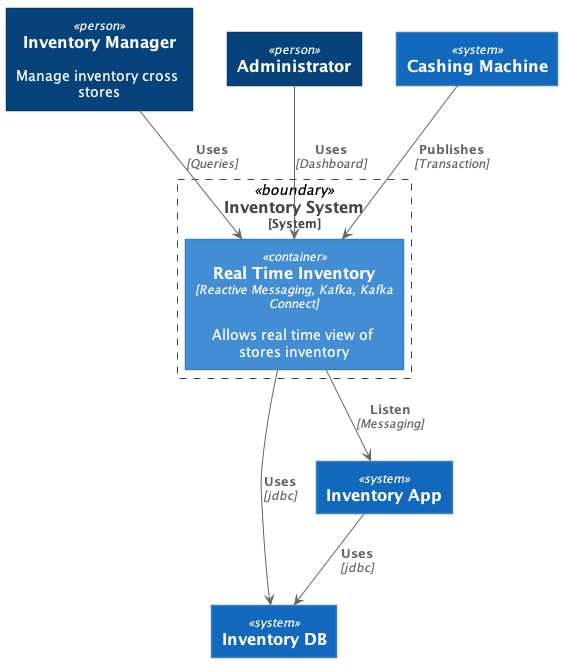 «person»
Inventory Manager
Manage inventory cross
stores
«person»
Administrator
«system»
Cashing Machine
Uses
[Queries]
Uses
[Dashboard]
Publishes
[Transaction]
«boundary»
Inventory System
[System]
«container»
Real Time Inventory
[Reactive Messaging, Kafka, Kafka
Connect]
Allows real time view of
stores inventory
Listen
[Messaging]
Uses
[jdbc]
«system»
Inventory App
Uses
[jdbc]
«system»
Inventory DB